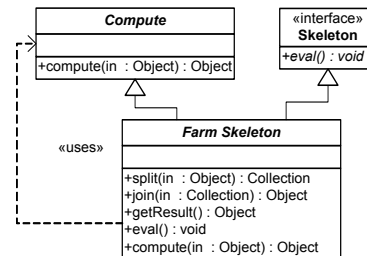 Compute
+compute(in : Object) : Object
«interface»
Skeleton
+eval() : void
«uses»
Farm Skeleton
+split(in : Object) : Collection
+join(in : Collection) : Object
+getResult() : Object
+eval() : void
+compute(in : Object) : Object